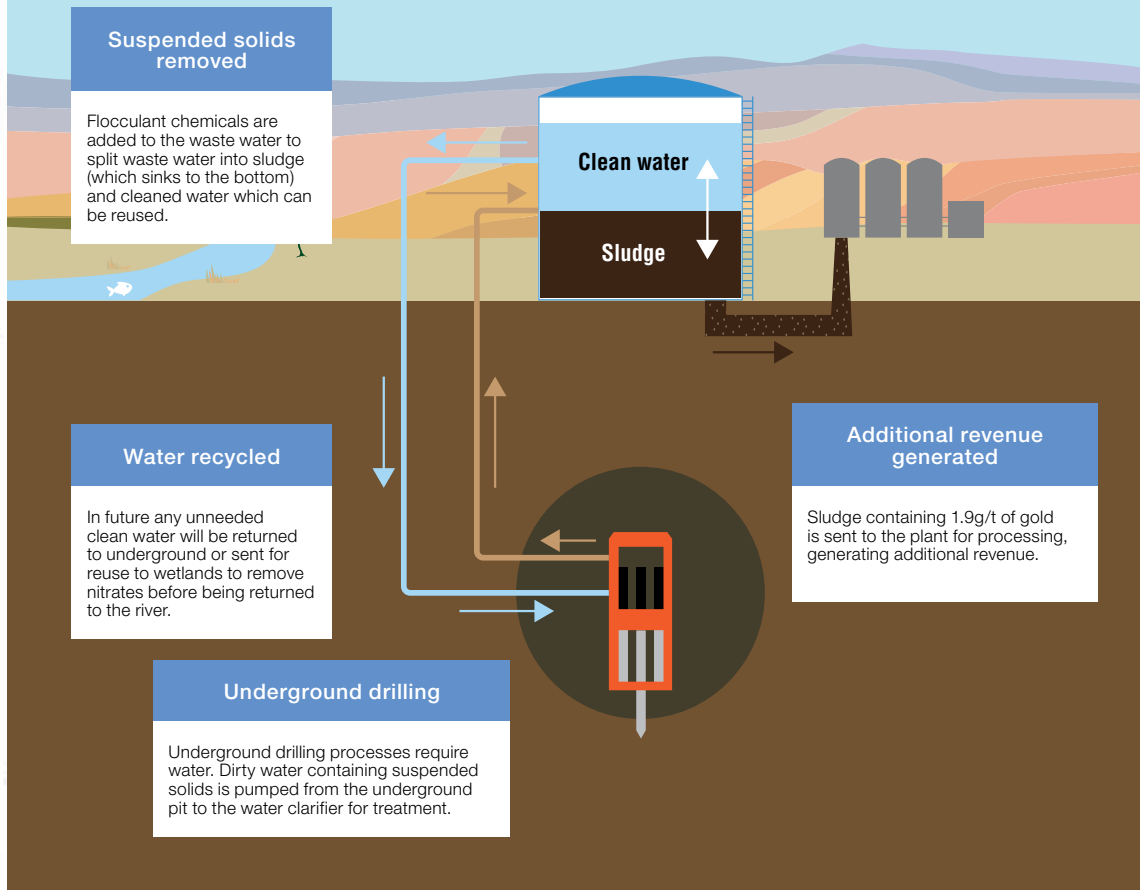 Suspended solids
removed
Flocculant chemicals are
added to the waste water to
split waste water into sludge
(which sinks to the bottom)
and cleaned water which can
be reused.
Clean water
Sludge
Water recycled
In future any unneeded
clean water will be returned
to underground or sent for
reuse to wetlands to remove
nitrates before being returned
to the river.
Additional revenue
generated
Sludge containing 1.9g/t of gold
is sent to the plant for processing,
generating additional revenue.
Underground drilling
Underground drilling processes require
water. Dirty water containing suspended
solids is pumped from the underground
pit to the water clarifier for treatment.